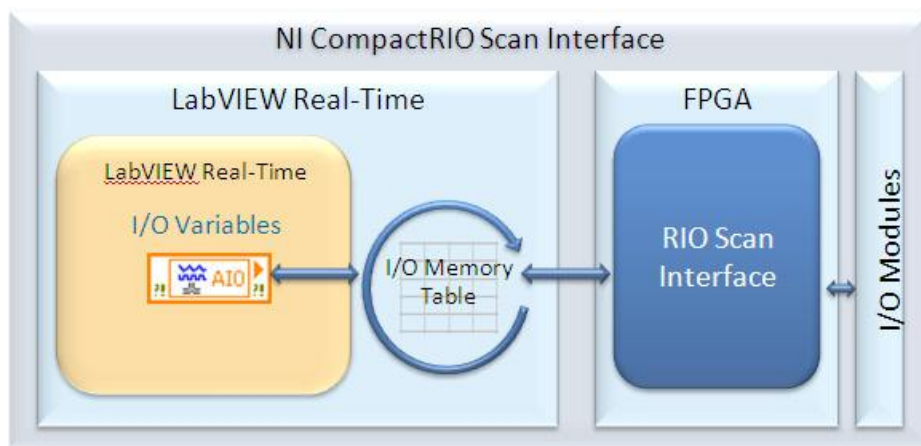 NI CompactRIO Scan Interface
LabVIEW Real-Time
LabVIEW Real-Time
I/O Variables
AIO
I/O Memory
Table
FPGA
RIO Scan
Interface
I/O Modules